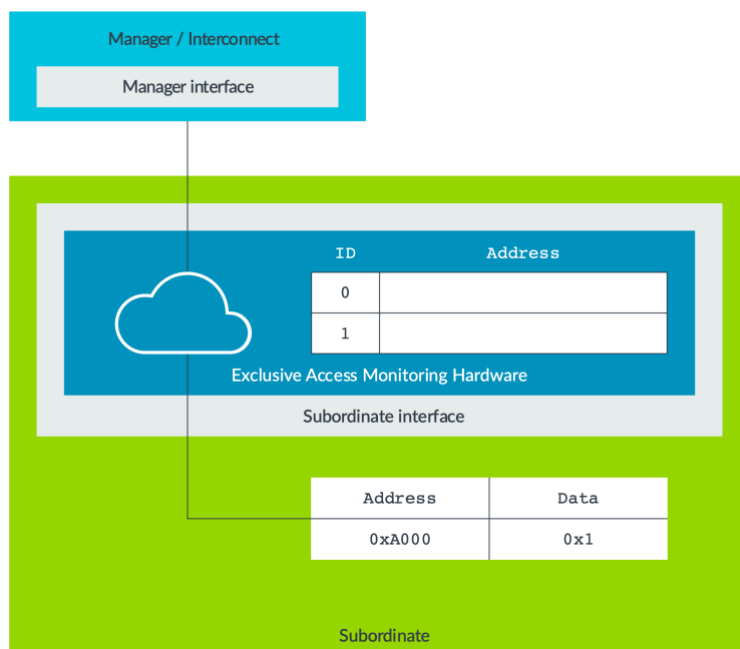 Manager / Interconnect
Manager interface
ID Address
0
1
Exclusive Access Monitoring Hardware
Subordinate interface
Address Data
0xA000 0x1
Subordinate